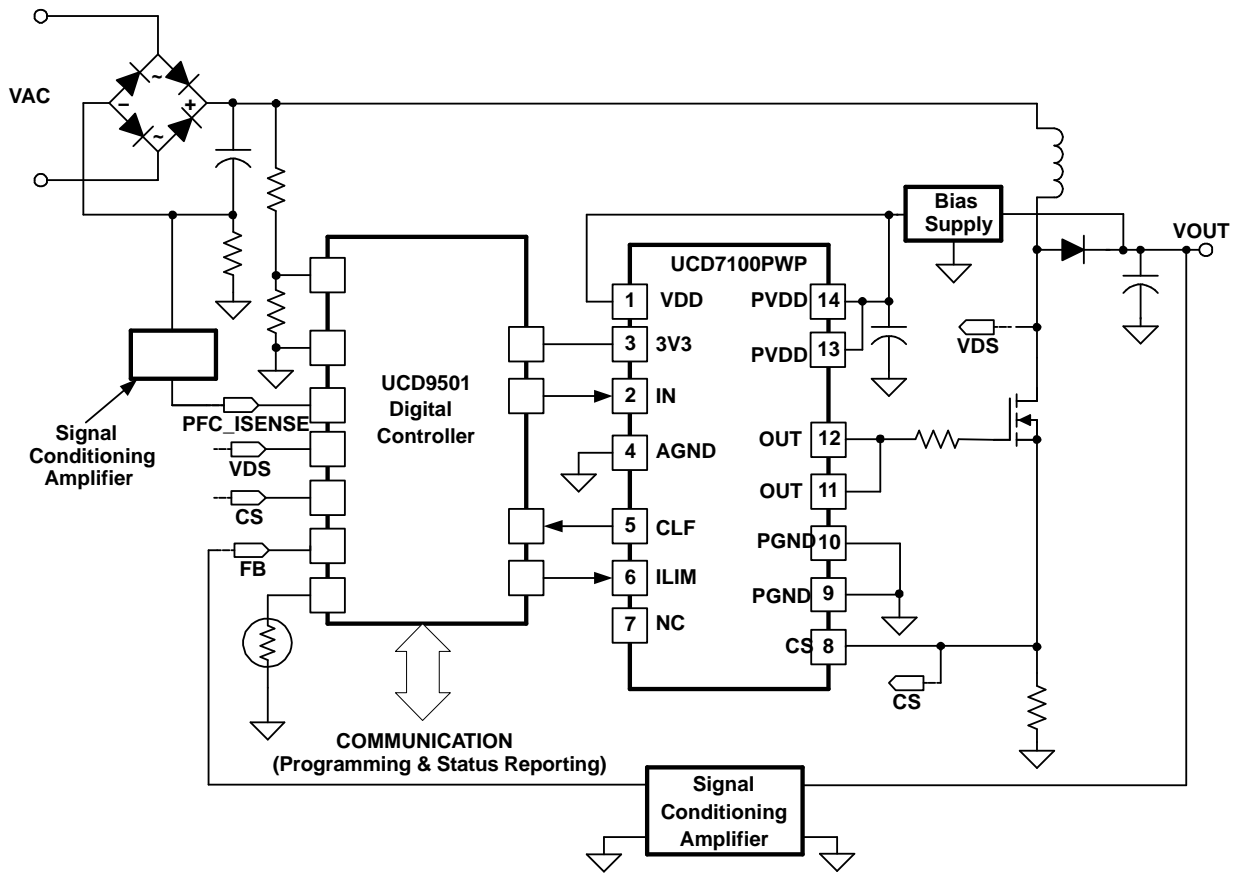 VAC
~
−
+
~
Bias
Supply
VOUT
UCD7100PWP
1 VDD
PVDD 14
3 3V3
PVDD 13
VDS
UCD9501
Digital
Controller
2 IN
PFC_ISENSE
Signal
Conditioning
Amplifier
OUT 12
4 AGND
VDS
OUT 11
CS
5 CLF
PGND 10
FB
6 ILIM
PGND 9
7 NC
CS 8
CS
COMMUNICATION
(Programming & Status Reporting)
Signal
Conditioning
Amplifier